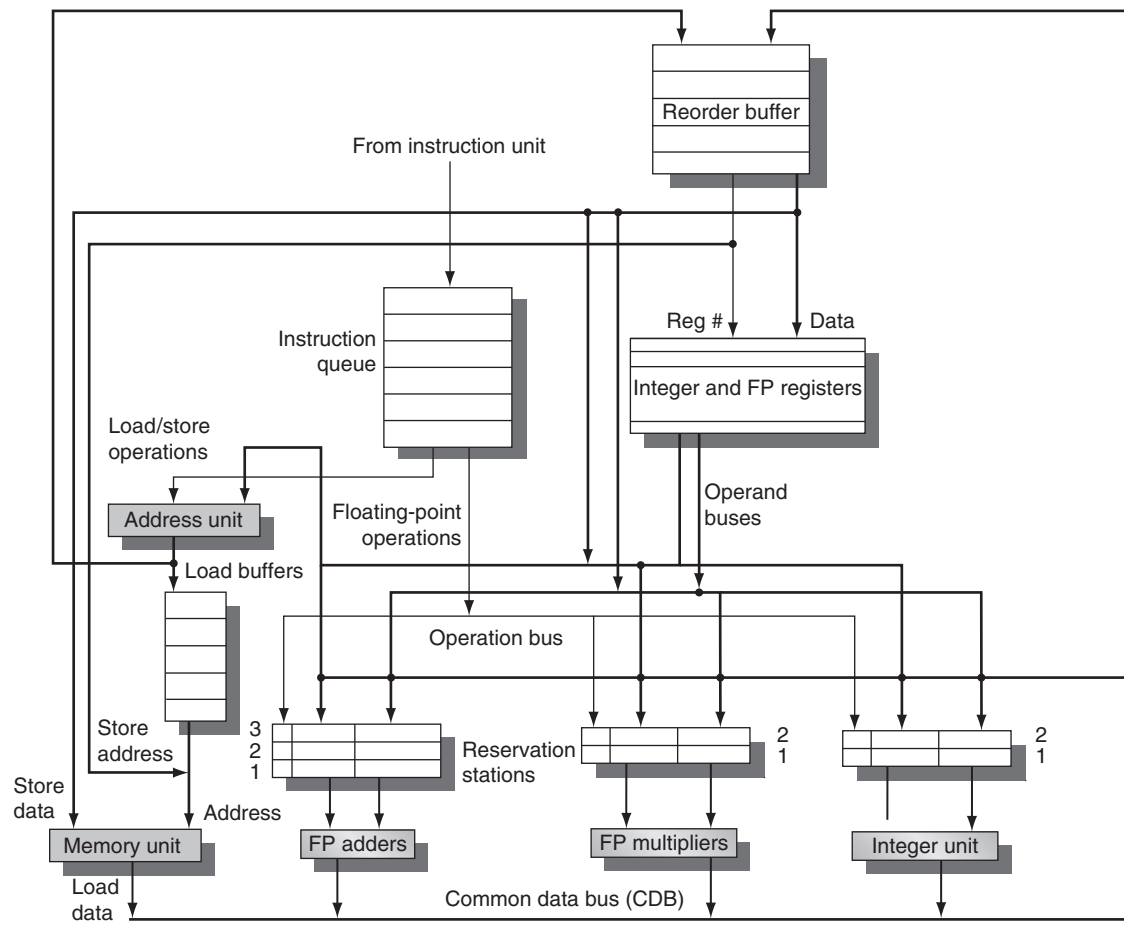 Reorder buffer
From instruction unit
Reg #
Data
Instruction
queue
Integer and FP registers
Load/store
operations
Operand
buses
Address unit
Floating-point
operations
Load buffers
Operation bus
Store
address
3
2
1
Reservation
stations
2
1
2
1
Store
data
Address
Memory unit
FP adders
FP multipliers
Integer unit
Load
data
Common data bus (CDB)